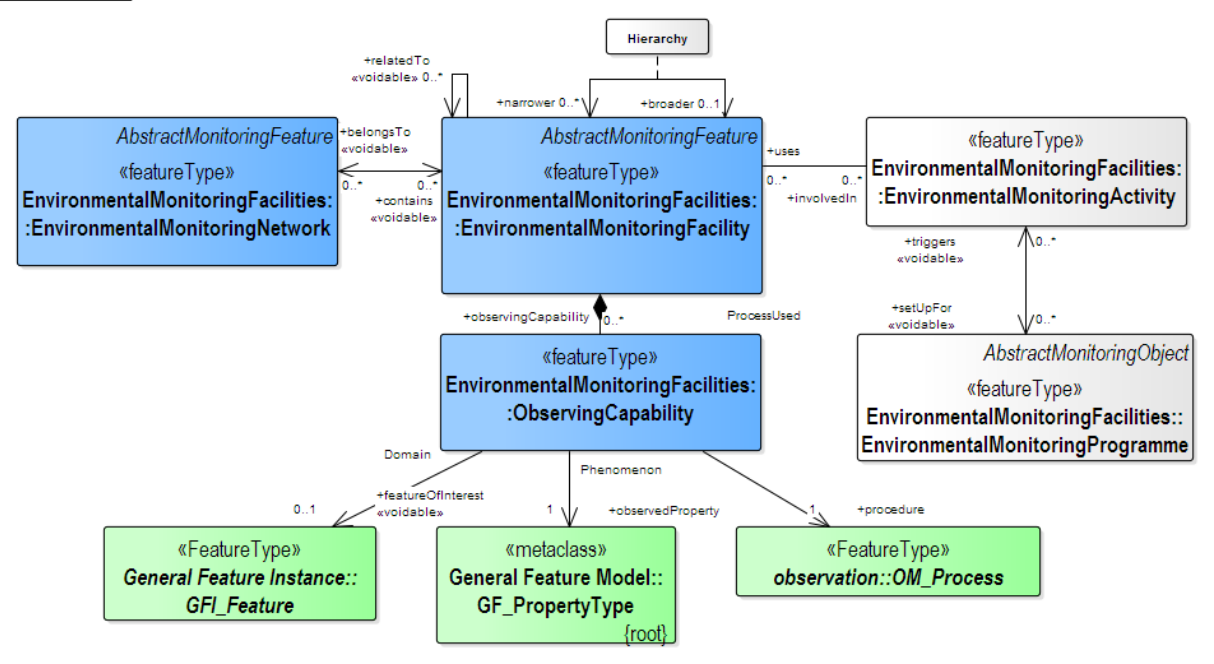 Hierarchy
+relatedTo
«voidable» 0..*
+narrower 0..*
+broader 0..1
AbstractMonitoringFeature
«featureType»
EnvironmentalMonitoringFacilities:
:EnvironmentalMonitoringNetwork
+belongsTo
«voidable»
0..*
0..*
+contains
«voidable»
AbstractMonitoringFeature
«featureType»
EnvironmentalMonitoringFacilities:
:EnvironmentalMonitoringFacility
+uses
0..*
0..*
+involvedIn
«featureType»
EnvironmentalMonitoringFacilities:
:EnvironmentalMonitoringActivity
+triggers
«voidable»
0..*
+setUpFor
«voidable»
0..*
AbstractMonitoringObject
«featureType»
EnvironmentalMonitoringFacilities::
EnvironmentalMonitoringProgramme
+observingCapability
0..*
ProcessUsed
«featureType»
EnvironmentalMonitoringFacilities:
:ObservingCapability
Domain
+featureOfInterest
«voidable»
0..1
Phenomenon
1
+observedProperty
1
+procedure
«FeatureType»
General Feature Instance::
GFI_Feature
«metaclass»
General Feature Model::
GF_PropertyType
{root}
«FeatureType»
observation::OM_Process